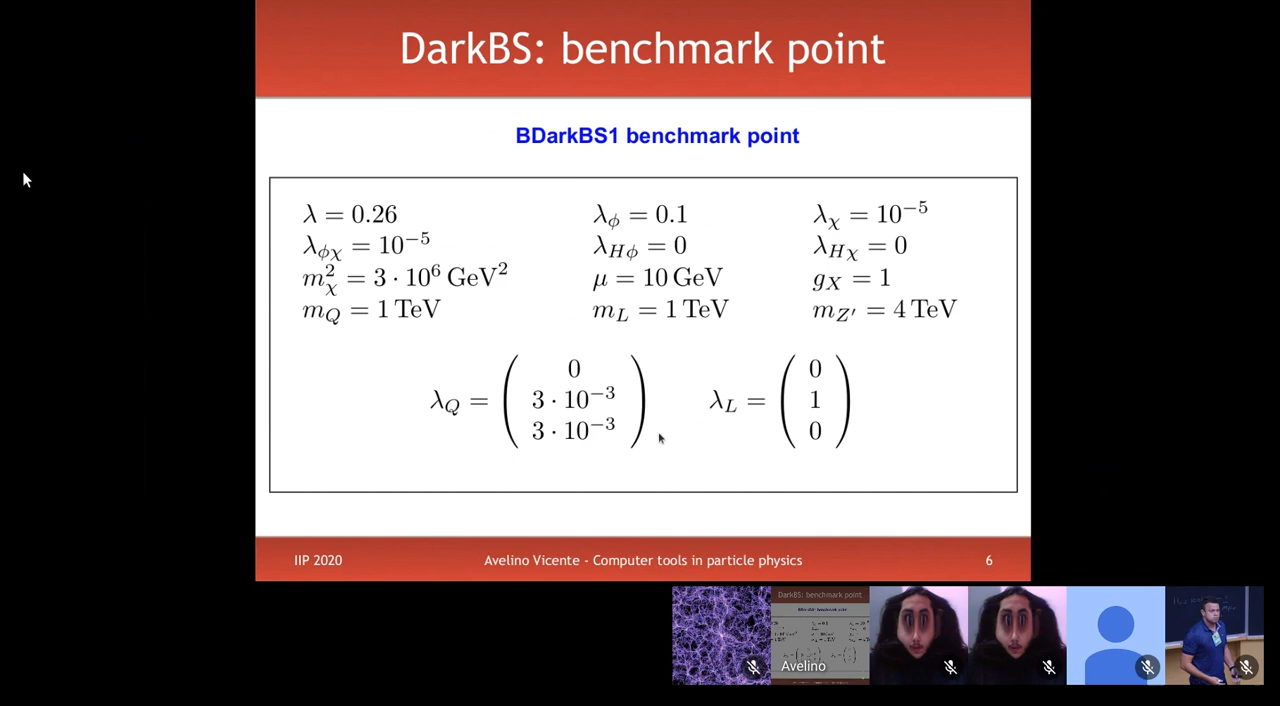 DarkBS: benchmark point
BDarkBS1 benchmark point
λ = 0.26 λ_ϕ = 0.1 λ_χ = 10^−5
λ_ϕχ = 10^−5 λ_Hϕ = 0 λ_Hχ = 0
m_χ^2 = 3 · 10^6 GeV^2 μ = 10 GeV g_X = 1
m_Q = 1 TeV m_L = 1 TeV m_Z′ = 4 TeV
0 0
λ_Q = ( 3 · 10^−3 ) λ_L = ( 1 )
3 · 10^−3 0
IIP 2020 Avelino Vicente - Computer tools in particle physics 6
DarkBS: benchmark point
Avelino